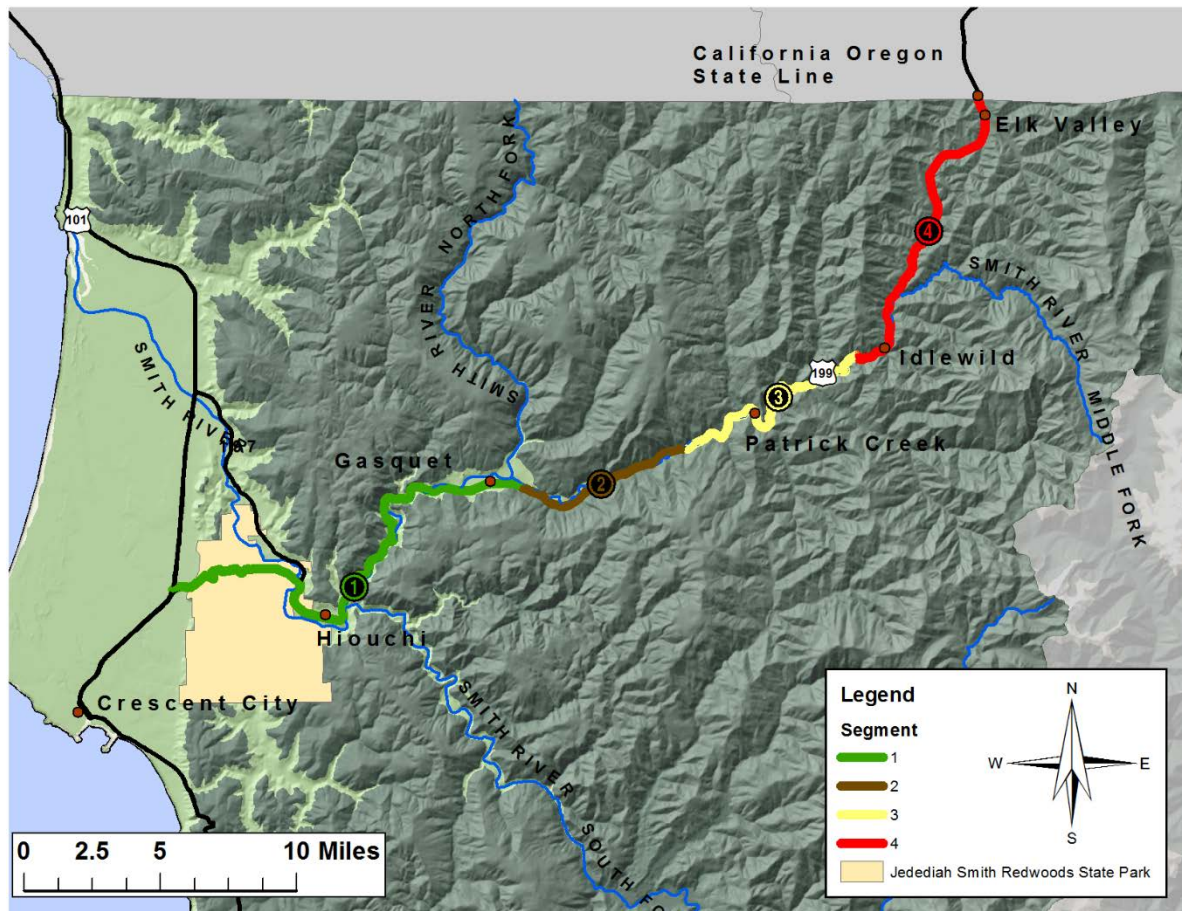 California Oregon
State Line
Elk Valley
101
NORTH FORK
SMITH RIVER
4
SMITH RIVER MIDDLE FORK
Idlewild
199
3
Patrick Creek
SMITH RIVER
Gasquet
2
1
Hiouchi
Crescent City
SMITH RIVER SOUTH FO
Legend
Segment
1
2
3
4
Jedediah Smith Redwoods State Park
N
W
E
S
0 2.5 5 10 Miles